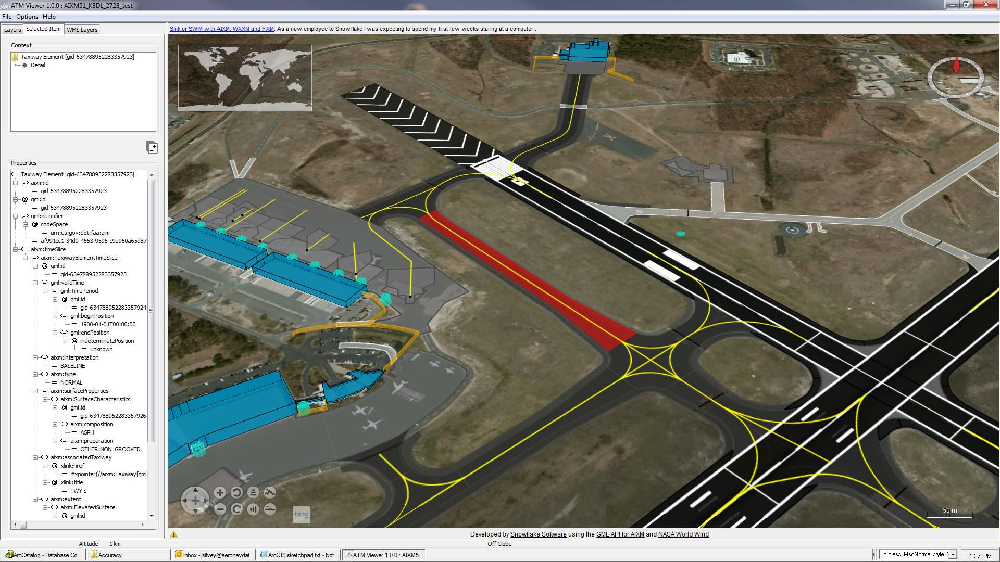 ATM Viewer 1.0.0 : AIXM51_KBDL_272B_test
File Options Help
Layers Selected Item WMS Layers
Sink or SWIM with AIXM, WXXM and FIXM: As a new employee to Snowflake I was expecting to spend my first few weeks staring at a computer...
Context
Taxiway Element [gid-634788952283357923]
Detail
Properties
<-> Taxiway Element [gid-634788952283357923]
<-> aixm:id
= gid-634788952283357923
@ gml:id
= gid-634788952283357923
<-> gml:identifier
@ codeSpace
= urn:us:gov:dot:faa:aim
= af991cc1-34d9-4653-9595-c9e960a65d87
<-> aixm:timeSlice
<-> aixm:TaxiwayElementTimeSlice
@ gml:id
= gid-634788952283357925
<-> gml:validTime
<-> gml:TimePeriod
@ gml:id
= gid-634788952283357924
<-> gml:beginPosition
= 1900-01-01T00:00:00
<-> gml:endPosition
@ indeterminatePosition
= unknown
<-> aixm:interpretation
= BASELINE
<-> aixm:type
= NORMAL
<-> aixm:surfaceProperties
<-> aixm:SurfaceCharacteristics
@ gml:id
= gid-634788952283357926
<-> aixm:composition
= ASPH
<-> aixm:preparation
= OTHER:NON_GROOVED
<-> aixm:associatedTaxiway
@ xlink:href
= #xpointer(//aixm:Taxiway[gml
@ xlink:title
= TWY S
<-> aixm:extent
<-> aixm:ElevatedSurface
@ gml:id
50 m
bing
Developed by Snowflake Software using the GML API for AIXM and NASA World Wind
Altitude 1 km Off Globe
ArcCatalog - Database Co... Accuracy Inbox - jsilvey@aeronavdat... ArcGIS sketchpad.txt - Not... ATM Viewer 1.0.0 : AIXM5... <p class=MsoNormal style=' 1:37 PM